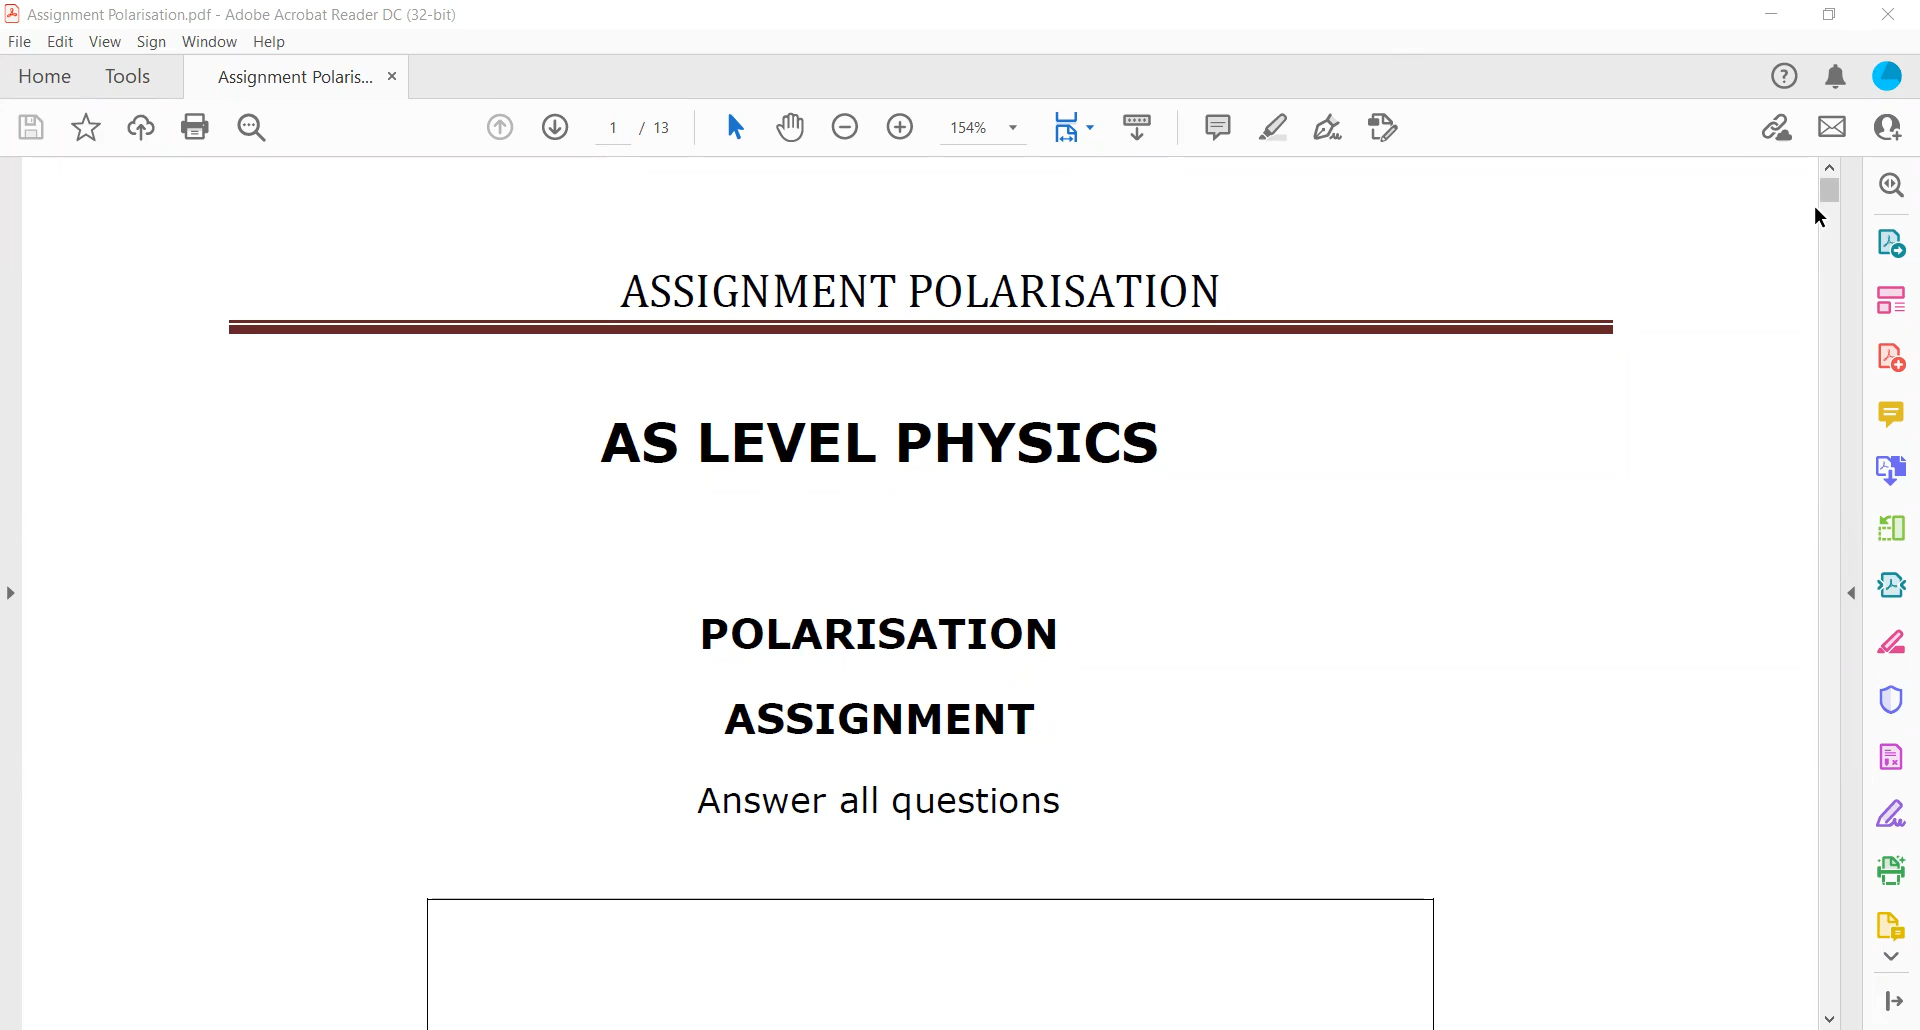 Assignment Polarisation.pdf - Adobe Acrobat Reader DC (32-bit)
File Edit View Sign Window Help
Home Tools Assignment Polaris... ×
1 / 13 154%
ASSIGNMENT POLARISATION
AS LEVEL PHYSICS
POLARISATION
ASSIGNMENT
Answer all questions